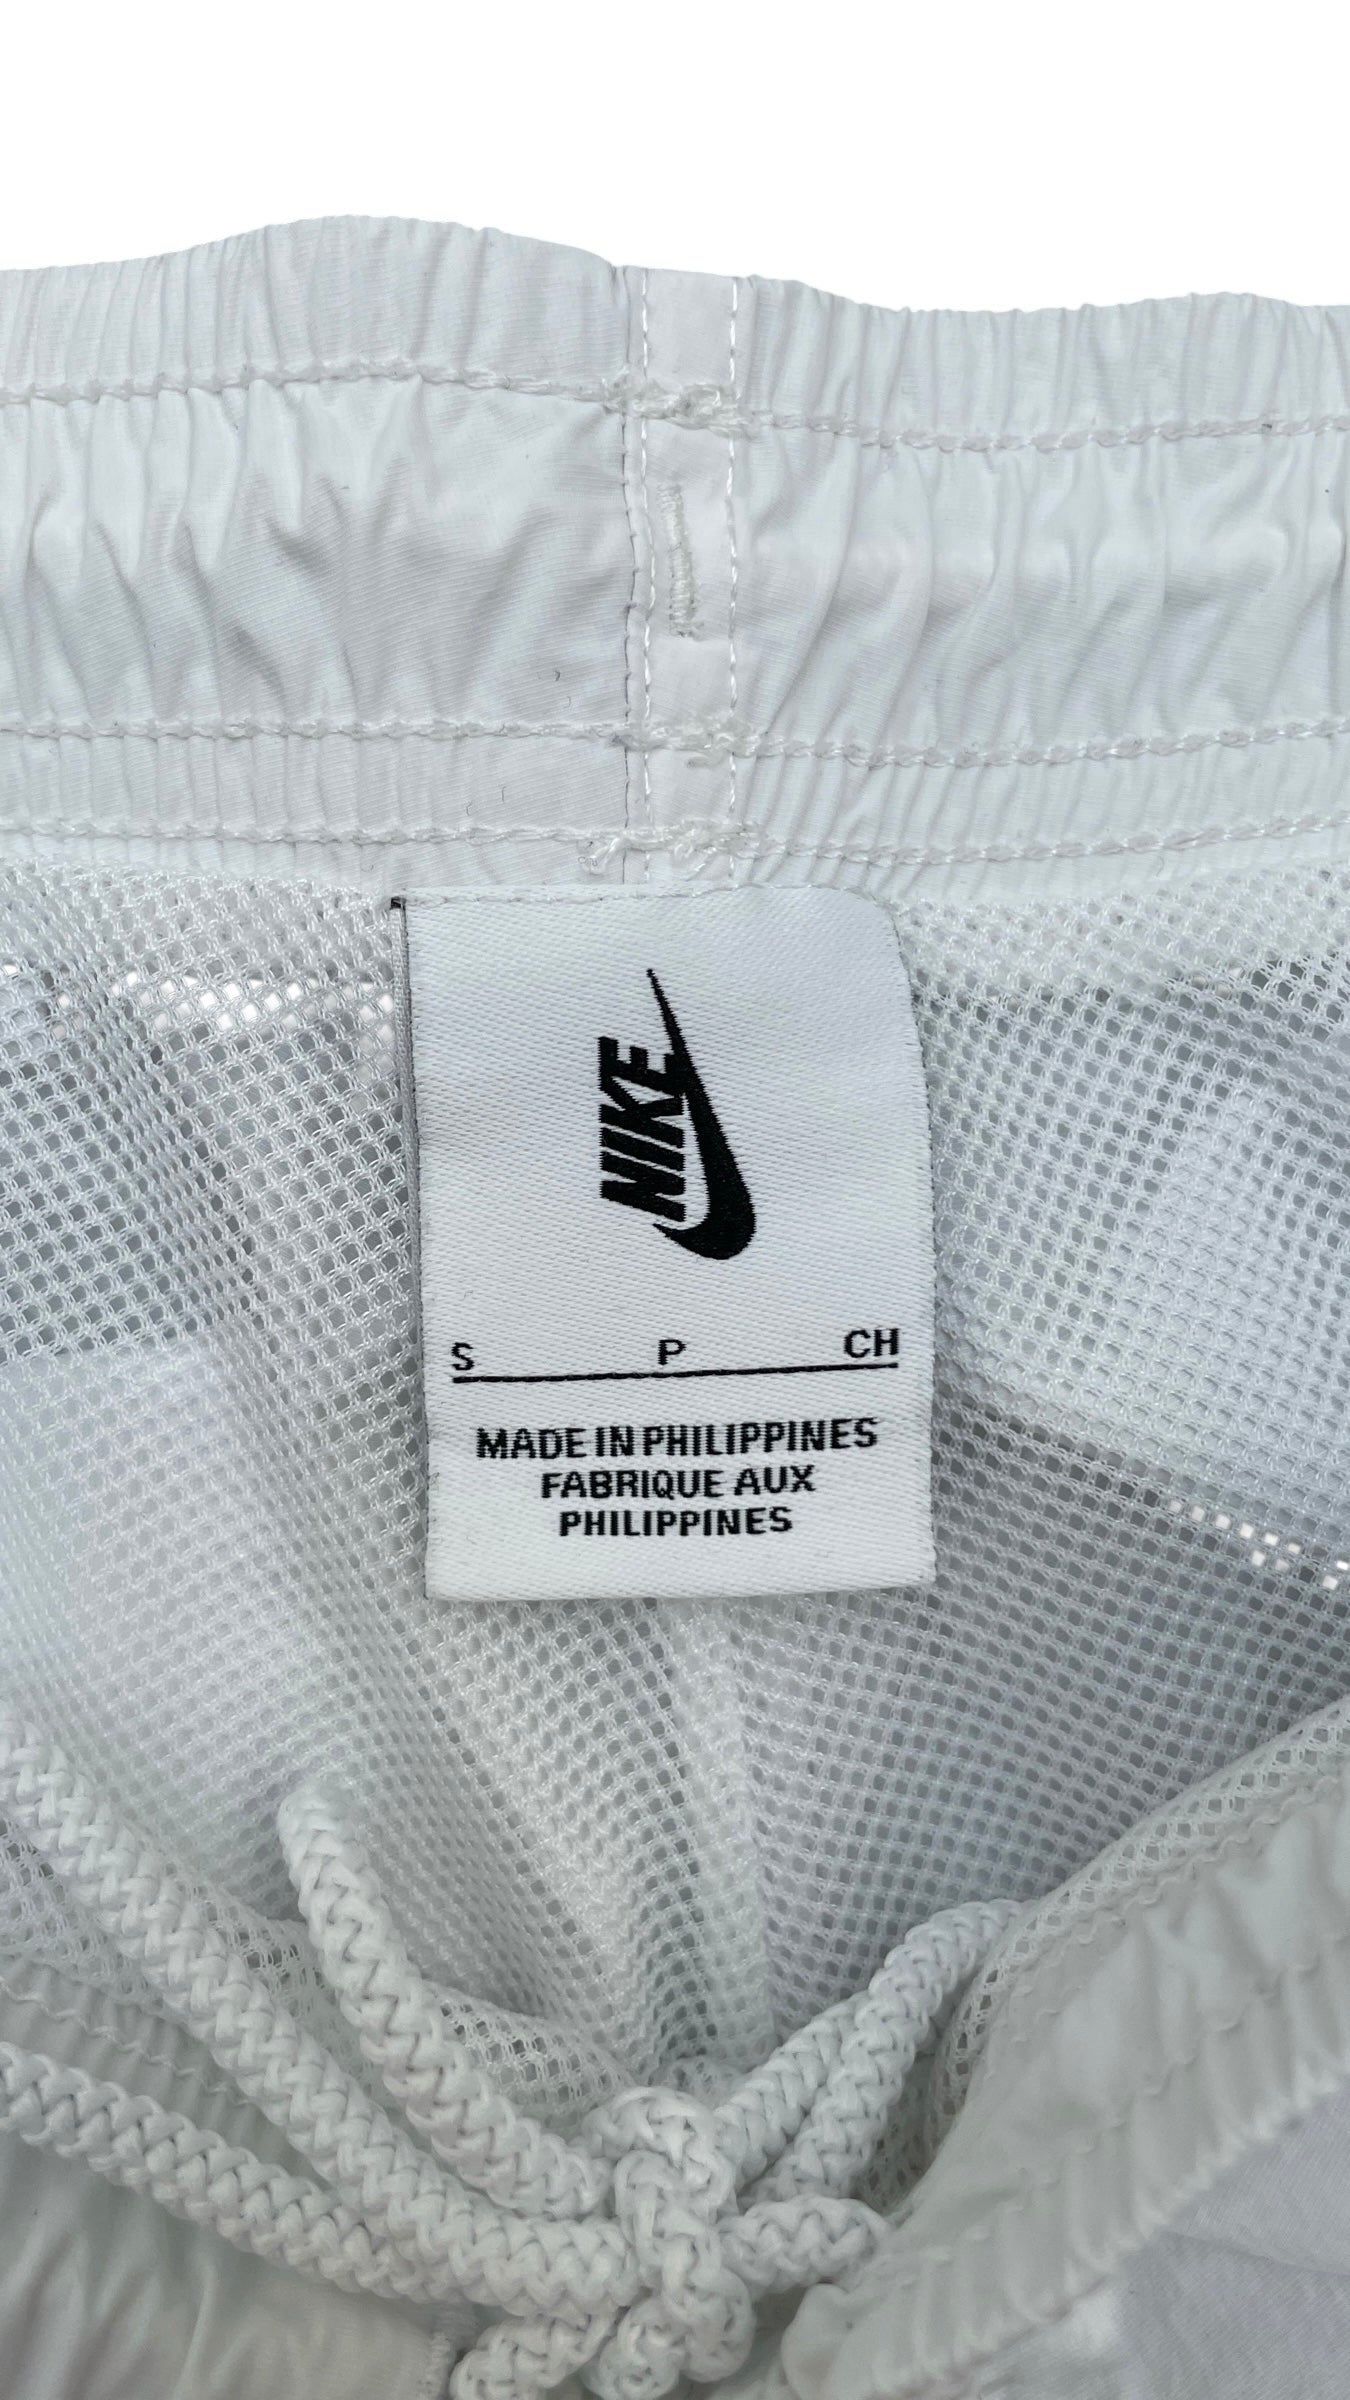 NIKE
S P CH
MADE IN PHILIPPINES
FABRIQUE AUX
PHILIPPINES